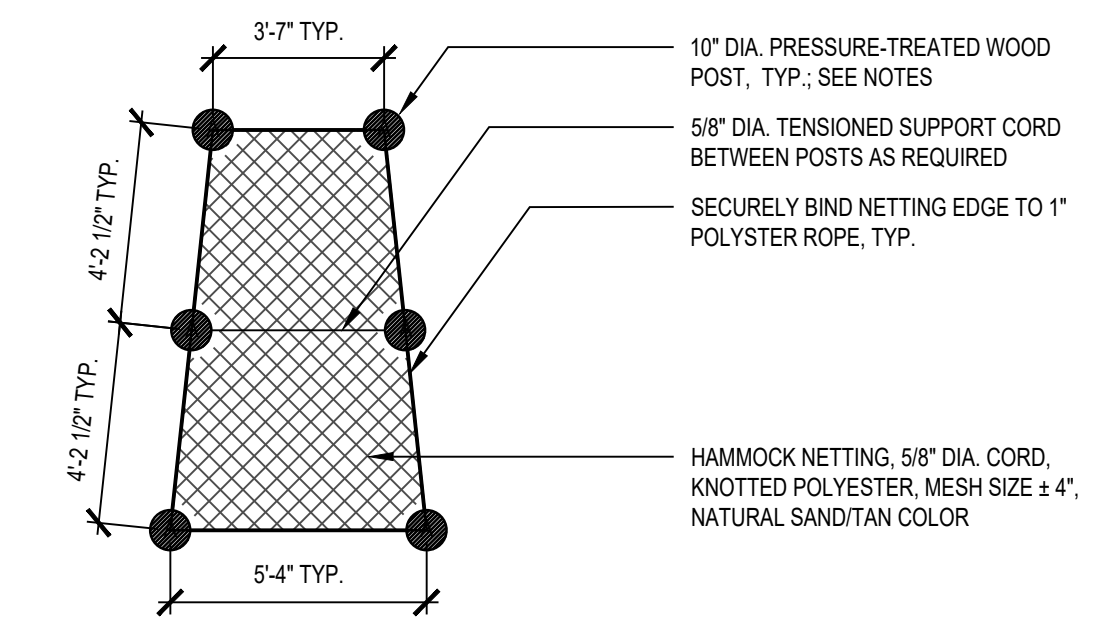 3'-7" TYP.
10" DIA. PRESSURE-TREATED WOOD
POST, TYP.; SEE NOTES
5/8" DIA. TENSIONED SUPPORT CORD
BETWEEN POSTS AS REQUIRED
4'-2 1/2" TYP.
SECURELY BIND NETTING EDGE TO 1"
POLYSTER ROPE, TYP.
4'-2 1/2" TYP.
HAMMOCK NETTING, 5/8" DIA. CORD,
KNOTTED POLYESTER, MESH SIZE ± 4",
NATURAL SAND/TAN COLOR
5'-4" TYP.